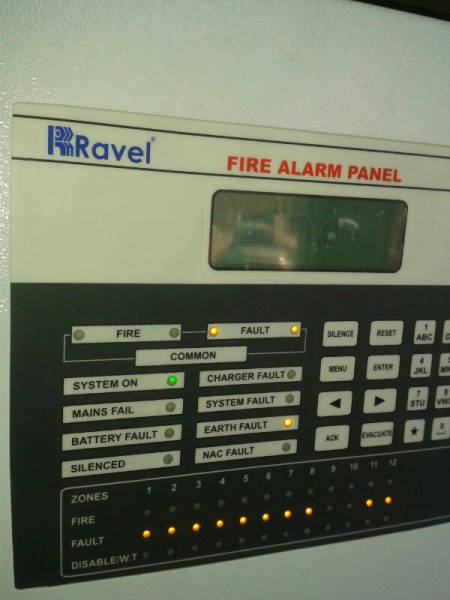 Ravel
FIRE ALARM PANEL
FIRE FAULT
COMMON
SYSTEM ON CHARGER FAULT
MAINS FAIL SYSTEM FAULT
BATTERY FAULT EARTH FAULT
SILENCED NAC FAULT
SILENCE RESET 1 ABC
MENU ENTER 4 JKL 5
◄ ► 7 STU 8
ACK EVACUATE ★ 0
ZONES 1 2 3 4 5 6 7 8 9 10 11 12
FIRE
FAULT
DISABLE/W.T